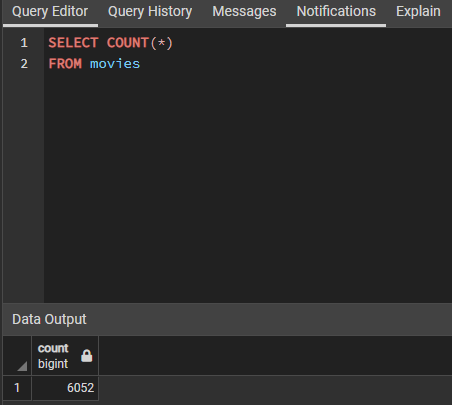 Query Editor Query History Messages Notifications Explain
1 SELECT COUNT(*)
2 FROM movies
Data Output
count
bigint
1 6052